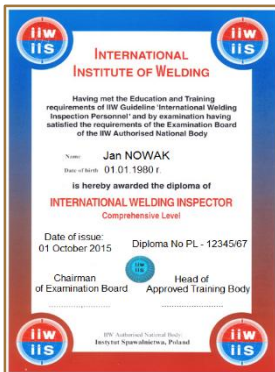 iiw
iis
iiw
iis
INTERNATIONAL
INSTITUTE OF WELDING
Having met the Education and Training
requirements of IIW Guideline 'International Welding
Inspection Personnel' and by examination having
satisfied the requirements of the Examination Board
of the IIW Authorised National Body
Name: Jan NOWAK
Date of birth 01.01.1980 r.
is hereby awarded the diploma of
INTERNATIONAL WELDING INSPECTOR
Comprehensive Level
Date of issue:
01 October 2015
Diploma No PL - 12345/67
Chairman
of Examination Board
Head of
Approved Training Body
iiw
iis
iiw
iis
IIW Authorised National Body:
Instytut Spawalnictwa, Poland